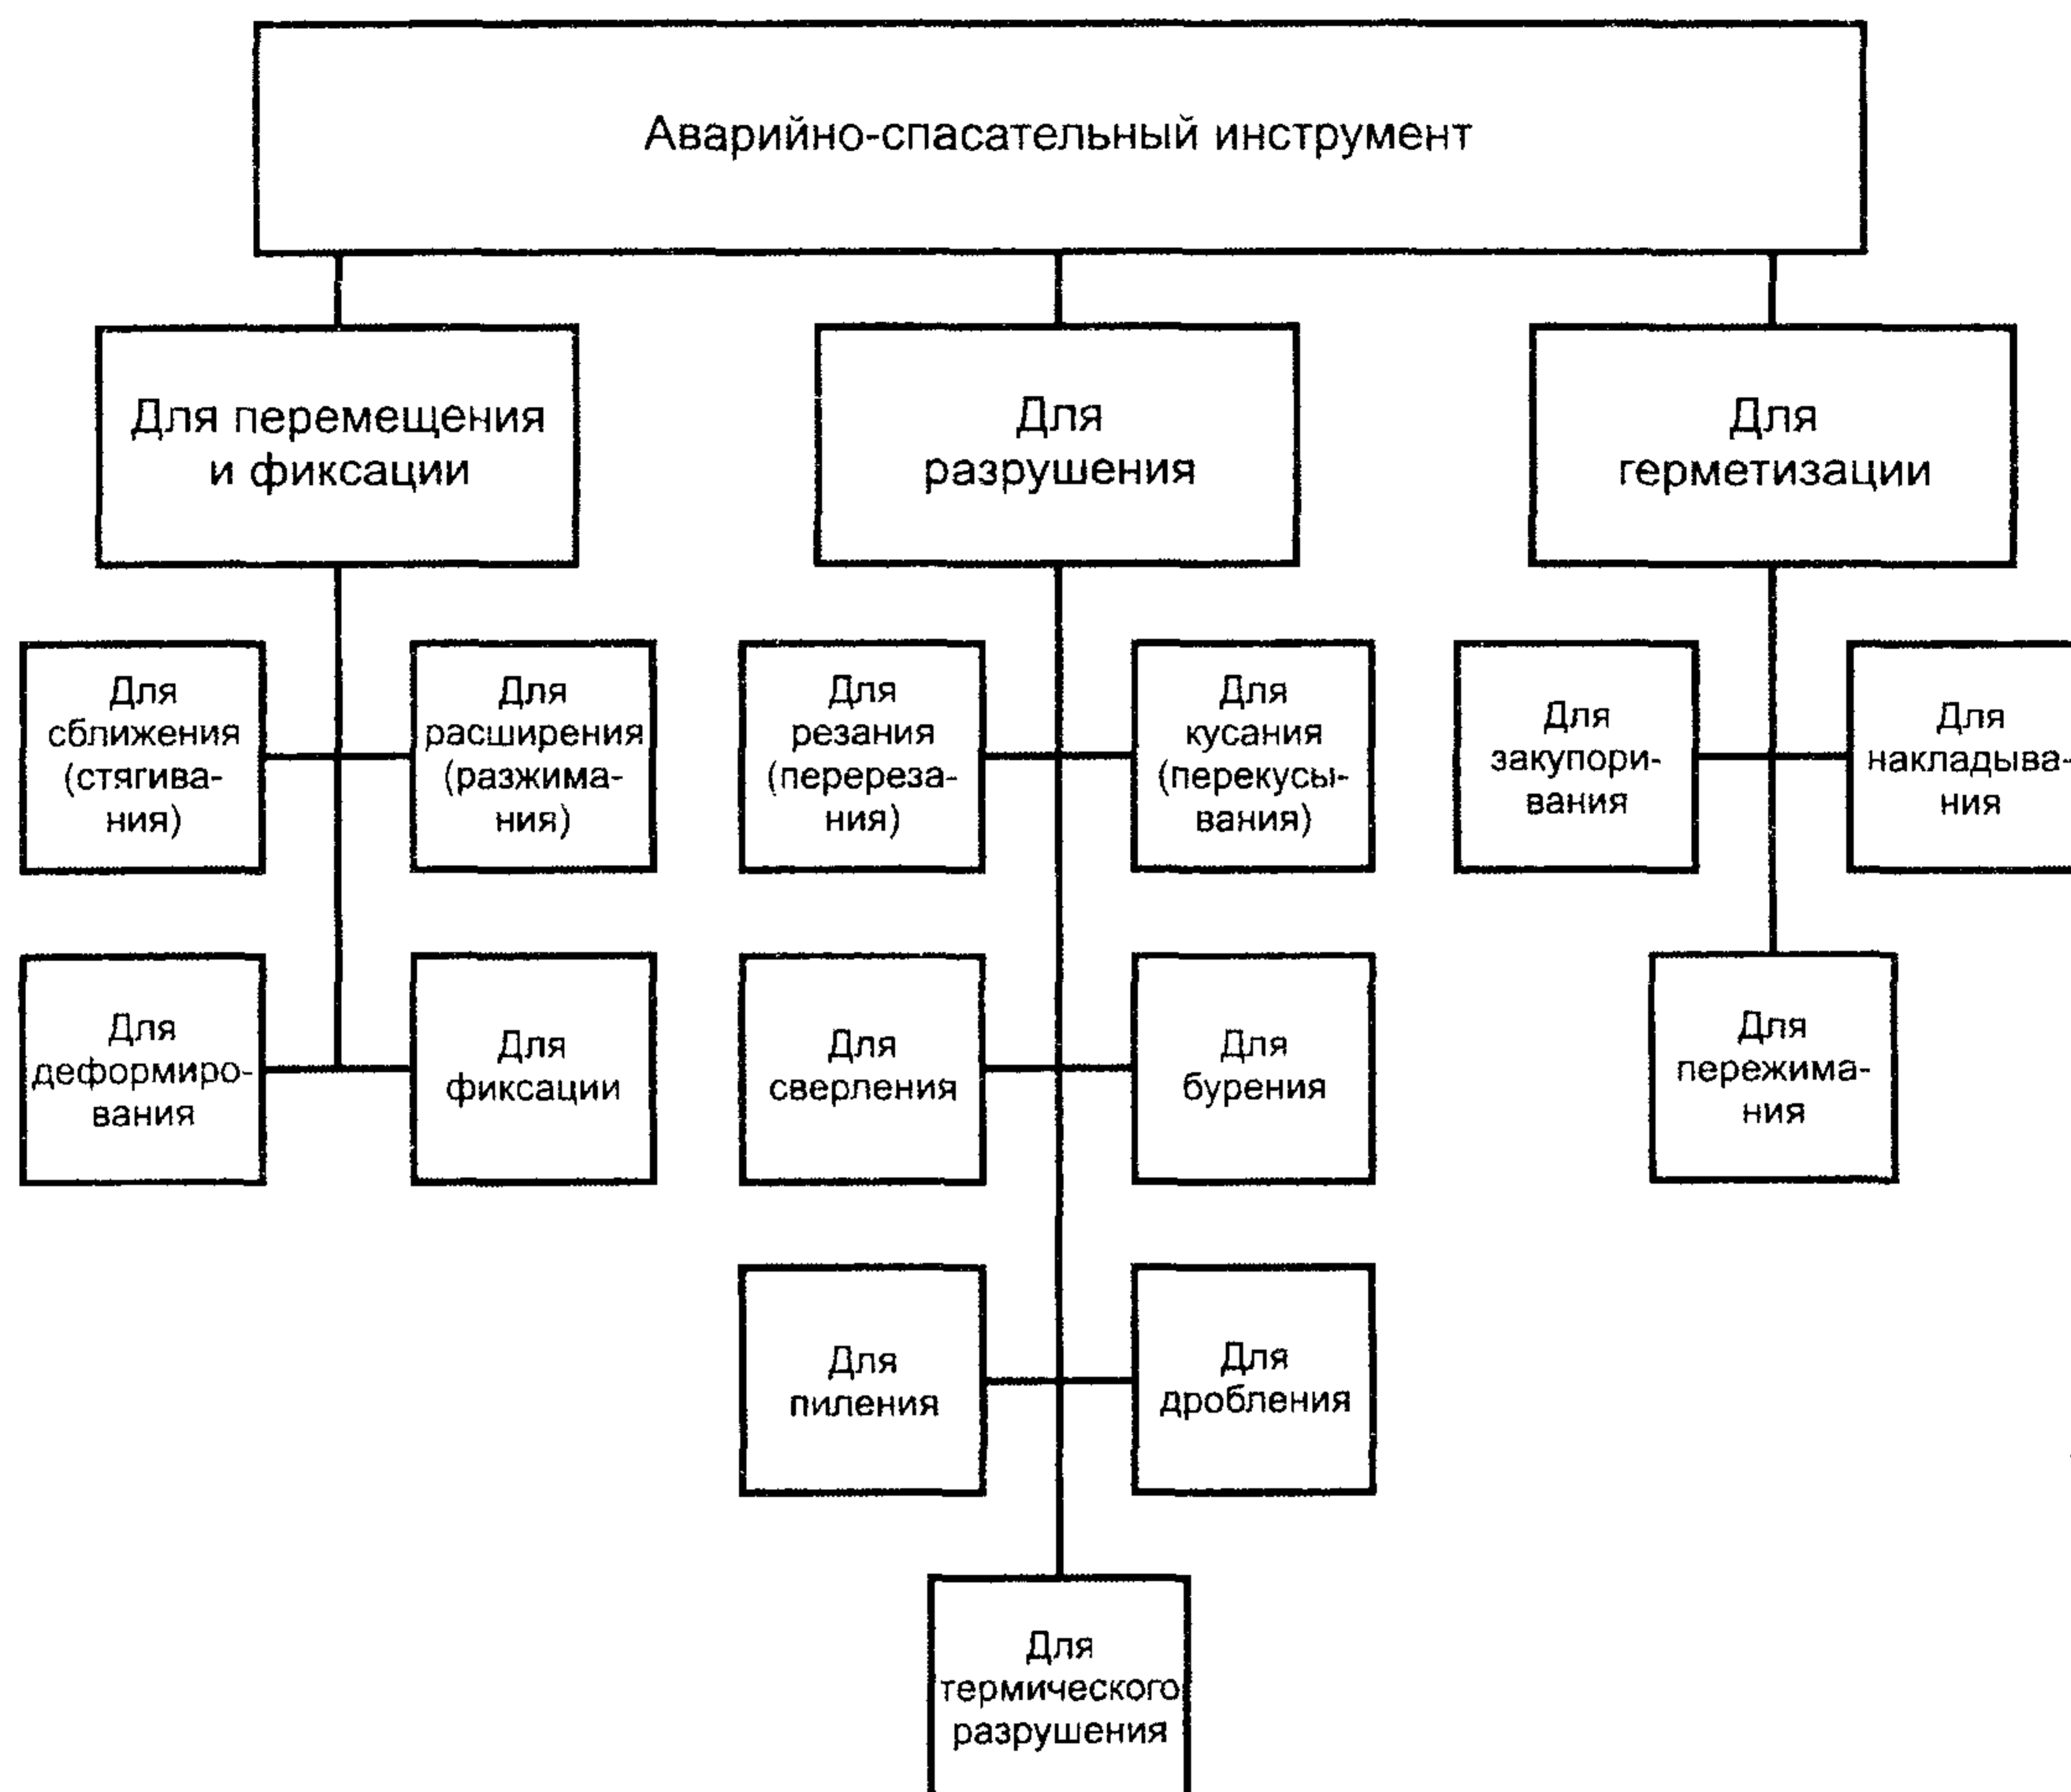 Аварийно-спасательный инструмент
Для перемещения
и фиксации
Для
разрушения
Для
герметизации
Для
сближения
(стягива-
ния)
Для
расширения
(разжима-
ния)
Для
резания
(перереза-
ния)
Для
кусания
(перекусы-
вания)
Для
закупори-
вания
Для
накладыва-
ния
Для
деформиро-
вания
Для
фиксации
Для
сверления
Для
бурения
Для
пережима-
ния
Для
пиления
Для
дробления
Для
термического
разрушения